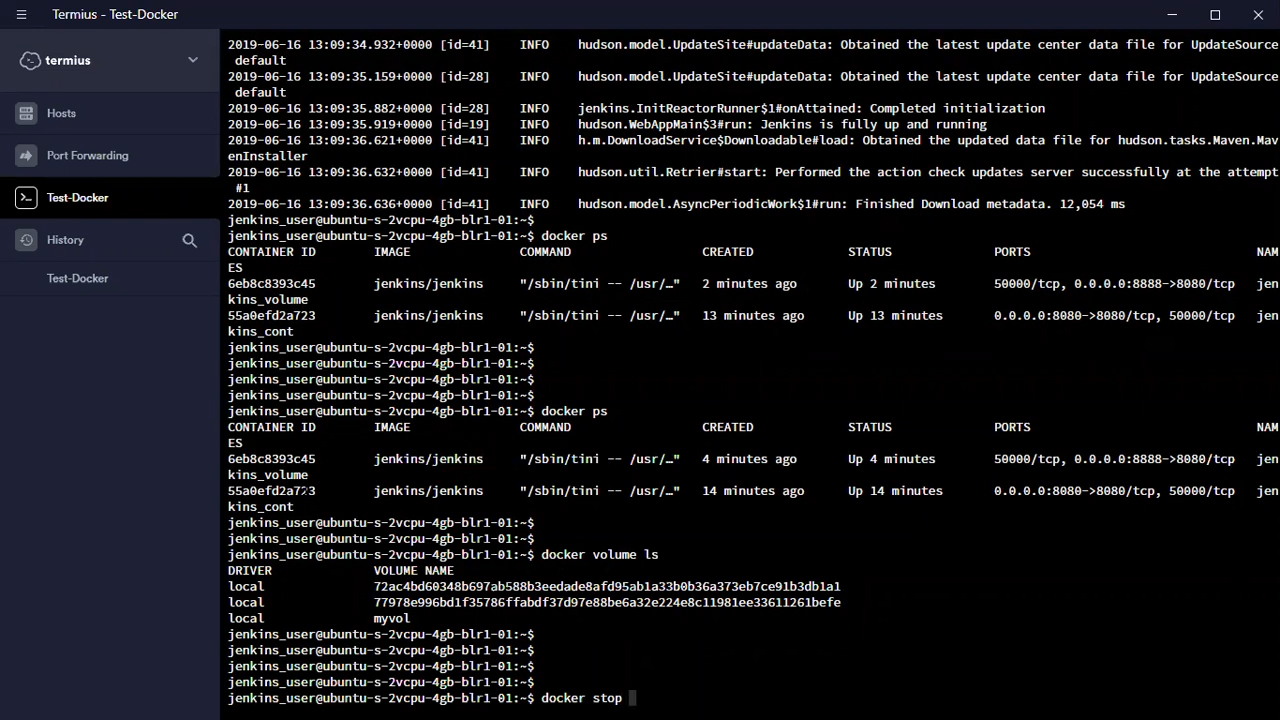 Termius - Test-Docker
termius
Hosts
Port Forwarding
Test-Docker
History
Test-Docker
2019-06-16 13:09:34.932+0000 [id=41] INFO hudson.model.UpdateSite#updateData: Obtained the latest update center data file for UpdateSource
default
2019-06-16 13:09:35.159+0000 [id=28] INFO hudson.model.UpdateSite#updateData: Obtained the latest update center data file for UpdateSource
default
2019-06-16 13:09:35.882+0000 [id=28] INFO jenkins.InitReactorRunner$1#onAttained: Completed initialization
2019-06-16 13:09:35.919+0000 [id=19] INFO hudson.WebAppMain$3#run: Jenkins is fully up and running
2019-06-16 13:09:36.621+0000 [id=41] INFO h.m.DownloadService$Downloadable#load: Obtained the updated data file for hudson.tasks.Maven.Mav
enInstaller
2019-06-16 13:09:36.632+0000 [id=41] INFO hudson.util.Retrier#start: Performed the action check updates server successfully at the attempt
#1
2019-06-16 13:09:36.636+0000 [id=41] INFO hudson.model.AsyncPeriodicWork$1#run: Finished Download metadata. 12,054 ms
jenkins_user@ubuntu-s-2vcpu-4gb-blr1-01:~$
jenkins_user@ubuntu-s-2vcpu-4gb-blr1-01:~$ docker ps
CONTAINER ID IMAGE COMMAND CREATED STATUS PORTS NAM
ES
6eb8c8393c45 jenkins/jenkins "/sbin/tini -- /usr/…" 2 minutes ago Up 2 minutes 50000/tcp, 0.0.0.0:8888->8080/tcp jen
kins_volume
55a0efd2a723 jenkins/jenkins "/sbin/tini -- /usr/…" 13 minutes ago Up 13 minutes 0.0.0.0:8080->8080/tcp, 50000/tcp jen
kins_cont
jenkins_user@ubuntu-s-2vcpu-4gb-blr1-01:~$
jenkins_user@ubuntu-s-2vcpu-4gb-blr1-01:~$
jenkins_user@ubuntu-s-2vcpu-4gb-blr1-01:~$
jenkins_user@ubuntu-s-2vcpu-4gb-blr1-01:~$
jenkins_user@ubuntu-s-2vcpu-4gb-blr1-01:~$ docker ps
CONTAINER ID IMAGE COMMAND CREATED STATUS PORTS NAM
ES
6eb8c8393c45 jenkins/jenkins "/sbin/tini -- /usr/…" 4 minutes ago Up 4 minutes 50000/tcp, 0.0.0.0:8888->8080/tcp jen
kins_volume
55a0efd2a723 jenkins/jenkins "/sbin/tini -- /usr/…" 14 minutes ago Up 14 minutes 0.0.0.0:8080->8080/tcp, 50000/tcp jen
kins_cont
jenkins_user@ubuntu-s-2vcpu-4gb-blr1-01:~$
jenkins_user@ubuntu-s-2vcpu-4gb-blr1-01:~$
jenkins_user@ubuntu-s-2vcpu-4gb-blr1-01:~$ docker volume ls
DRIVER VOLUME NAME
local 72ac4bd60348b697ab588b3eedade8afd95ab1a33b0b36a373eb7ce91b3db1a1
local 77978e996bd1f35786ffabdf37d97e88be6a32e224e8c11981ee33611261befe
local myvol
jenkins_user@ubuntu-s-2vcpu-4gb-blr1-01:~$
jenkins_user@ubuntu-s-2vcpu-4gb-blr1-01:~$
jenkins_user@ubuntu-s-2vcpu-4gb-blr1-01:~$
jenkins_user@ubuntu-s-2vcpu-4gb-blr1-01:~$
jenkins_user@ubuntu-s-2vcpu-4gb-blr1-01:~$ docker stop